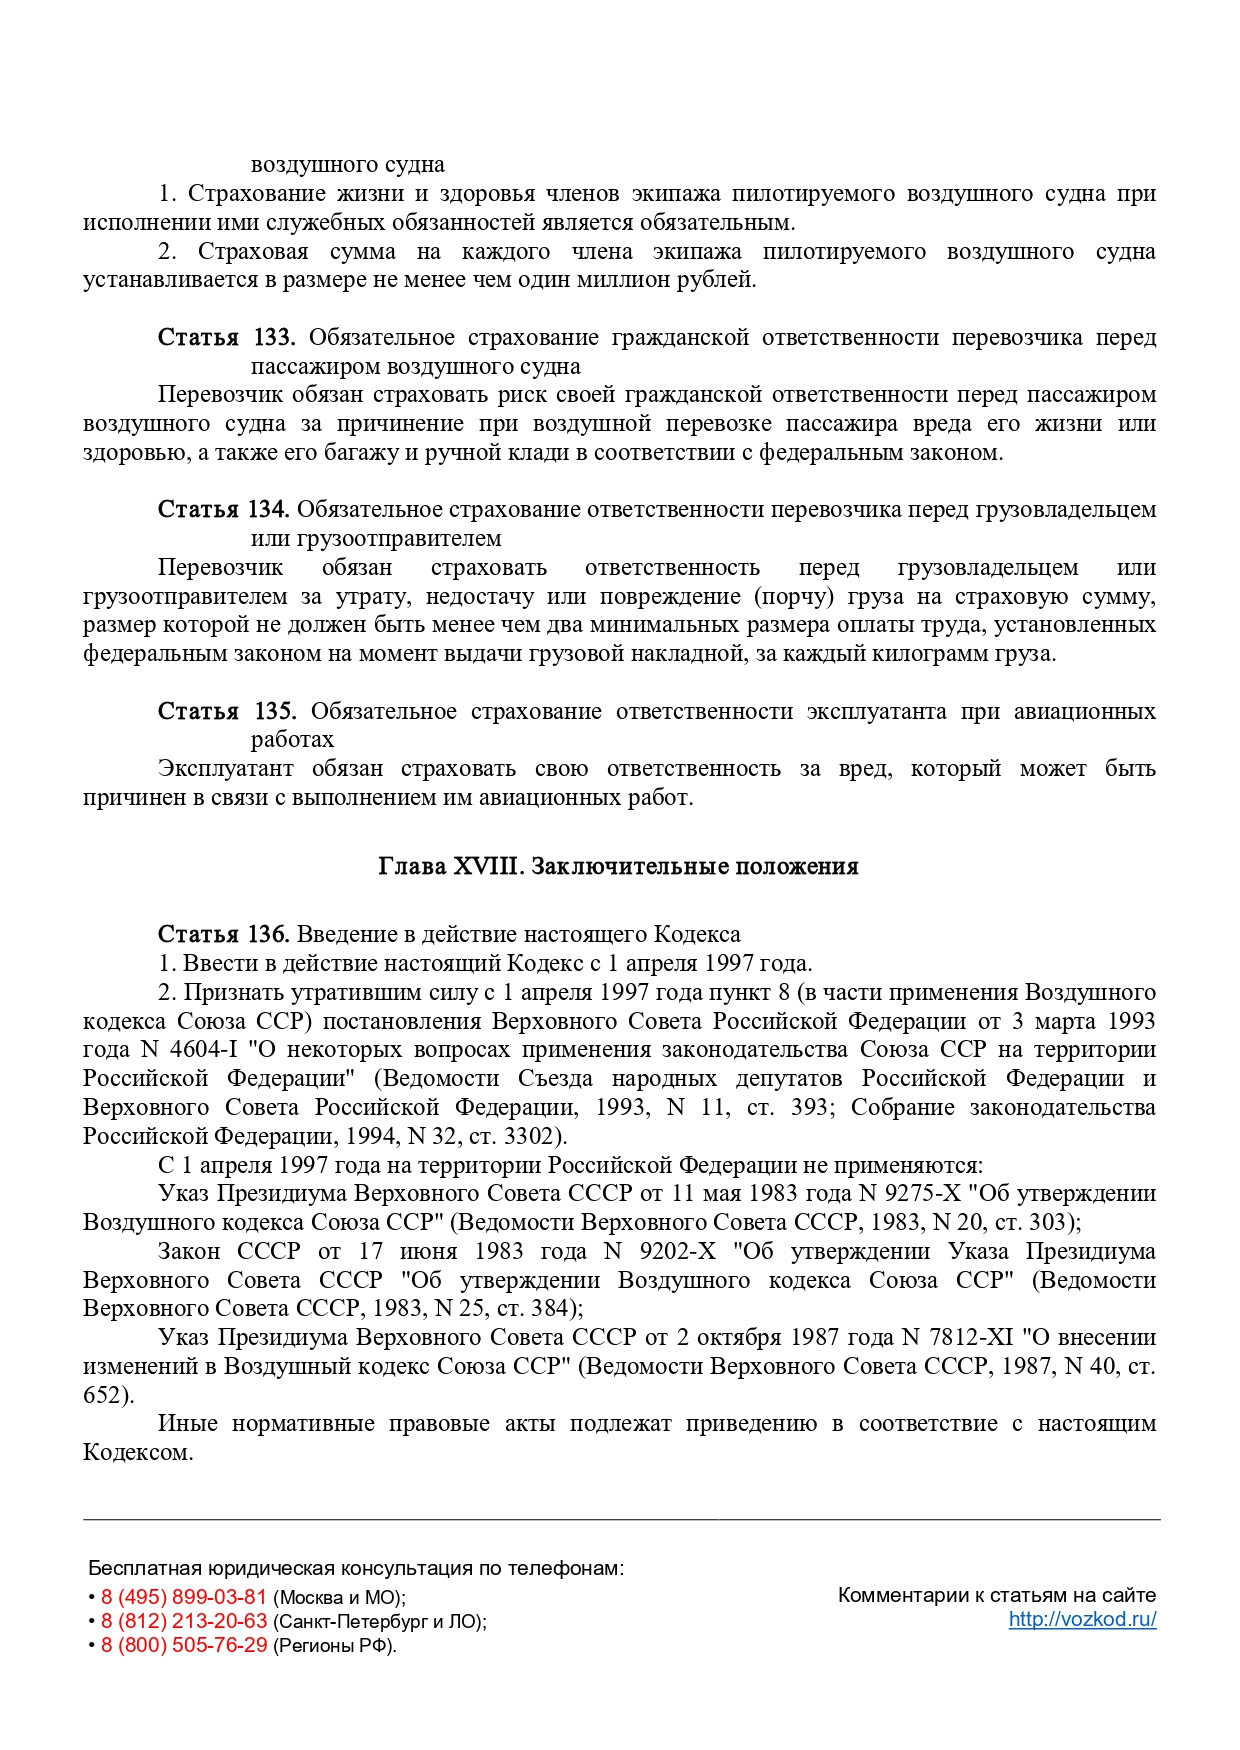 воздушного судна
1. Страхование жизни и здоровья членов экипажа пилотируемого воздушного судна при
исполнении ими служебных обязанностей является обязательным.
2. Страховая сумма на каждого члена экипажа пилотируемого воздушного судна
устанавливается в размере не менее чем один миллион рублей.
Статья 133. Обязательное страхование гражданской ответственности перевозчика перед
пассажиром воздушного судна
Перевозчик обязан страховать риск своей гражданской ответственности перед пассажиром
воздушного судна за причинение при воздушной перевозке пассажира вреда его жизни или
здоровью, а также его багажу и ручной клади в соответствии с федеральным законом.
Статья 134. Обязательное страхование ответственности перевозчика перед грузовладельцем
или грузоотправителем
Перевозчик обязан страховать ответственность перед грузовладельцем или
грузоотправителем за утрату, недостачу или повреждение (порчу) груза на страховую сумму,
размер которой не должен быть менее чем два минимальных размера оплаты труда, установленных
федеральным законом на момент выдачи грузовой накладной, за каждый килограмм груза.
Статья 135. Обязательное страхование ответственности эксплуатанта при авиационных
работах
Эксплуатант обязан страховать свою ответственность за вред, который может быть
причинен в связи с выполнением им авиационных работ.
Глава XVIII. Заключительные положения
Статья 136. Введение в действие настоящего Кодекса
1. Ввести в действие настоящий Кодекс с 1 апреля 1997 года.
2. Признать утратившим силу с 1 апреля 1997 года пункт 8 (в части применения Воздушного
кодекса Союза ССР) постановления Верховного Совета Российской Федерации от 3 марта 1993
года N 4604-I "О некоторых вопросах применения законодательства Союза ССР на территории
Российской Федерации" (Ведомости Съезда народных депутатов Российской Федерации и
Верховного Совета Российской Федерации, 1993, N 11, ст. 393; Собрание законодательства
Российской Федерации, 1994, N 32, ст. 3302).
С 1 апреля 1997 года на территории Российской Федерации не применяются:
Указ Президиума Верховного Совета СССР от 11 мая 1983 года N 9275-X "Об утверждении
Воздушного кодекса Союза ССР" (Ведомости Верховного Совета СССР, 1983, N 20, ст. 303);
Закон СССР от 17 июня 1983 года N 9202-X "Об утверждении Указа Президиума
Верховного Совета СССР "Об утверждении Воздушного кодекса Союза ССР" (Ведомости
Верховного Совета СССР, 1983, N 25, ст. 384);
Указ Президиума Верховного Совета СССР от 2 октября 1987 года N 7812-XI "О внесении
изменений в Воздушный кодекс Союза ССР" (Ведомости Верховного Совета СССР, 1987, N 40, ст.
652).
Иные нормативные правовые акты подлежат приведению в соответствие с настоящим
Кодексом.
Бесплатная юридическая консультация по телефонам:
• 8 (495) 899-03-81 (Москва и МО);
• 8 (812) 213-20-63 (Санкт-Петербург и ЛО);
• 8 (800) 505-76-29 (Регионы РФ).
Комментарии к статьям на сайте
http://vozkod.ru/